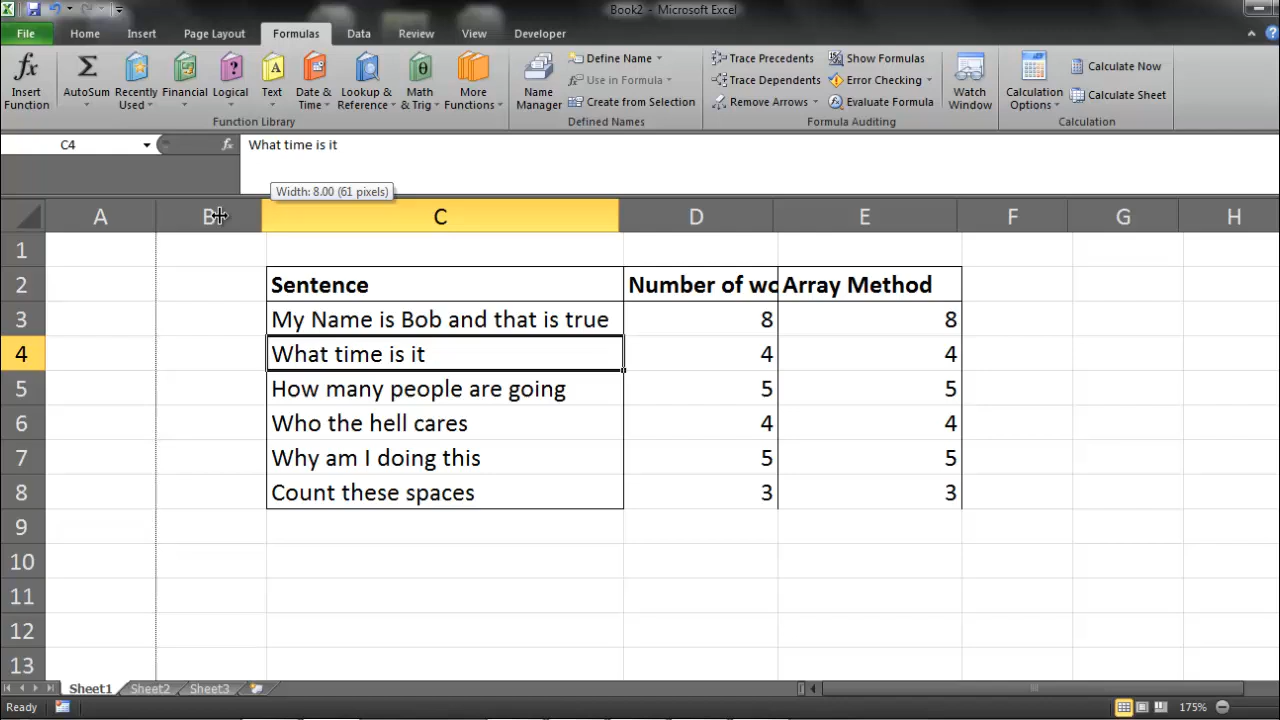 Book2 - Microsoft Excel
File Home Insert Page Layout Formulas Data Review View Developer
fx Σ θ
Insert Function
AutoSum
Recently Used
Financial
Logical
Text
Date & Time
Lookup & Reference
Math & Trig
More Functions
Function Library
Name Manager
Define Name
Use in Formula
Create from Selection
Defined Names
Trace Precedents
Trace Dependents
Remove Arrows
Show Formulas
Error Checking
Evaluate Formula
Formula Auditing
Watch Window
Calculation Options
Calculate Now
Calculate Sheet
Calculation
C4 fx What time is it
Width: 8.00 (61 pixels)
A B C D E F G H
1
2 Sentence Number of wo Array Method
3 My Name is Bob and that is true 8 8
4 What time is it 4 4
5 How many people are going 5 5
6 Who the hell cares 4 4
7 Why am I doing this 5 5
8 Count these spaces 3 3
9
10
11
12
13
Sheet1 Sheet2 Sheet3
Ready 175%